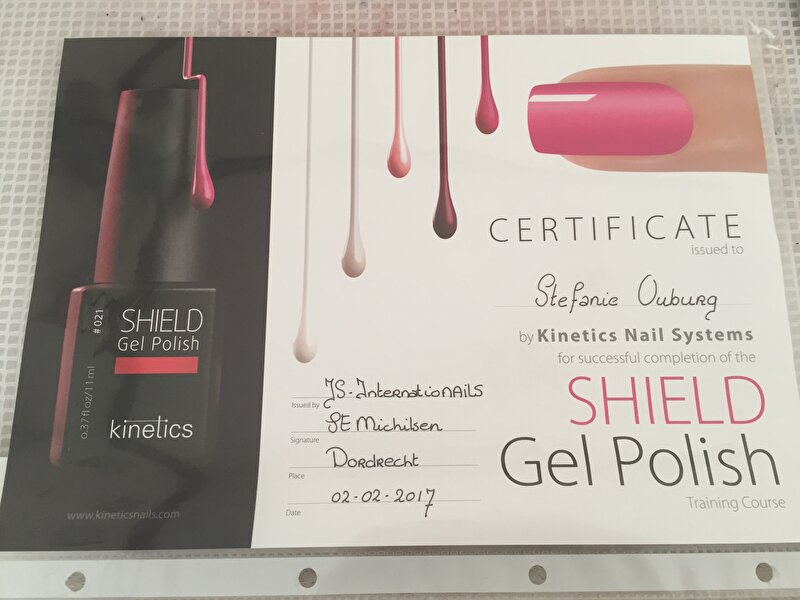 # 021
SHIELD
Gel Polish
0.37 fl oz/11 ml
kinetics
www.kineticsnails.com
CERTIFICATE
issued to
Stefanie Ouburg
by Kinetics Nail Systems
for successful completion of the
SHIELD
Gel Polish
Training Course
Issued by JS-InternatioNAILS
SE Michilsen
Signature
Dordrecht
Place
02-02-2017
Date